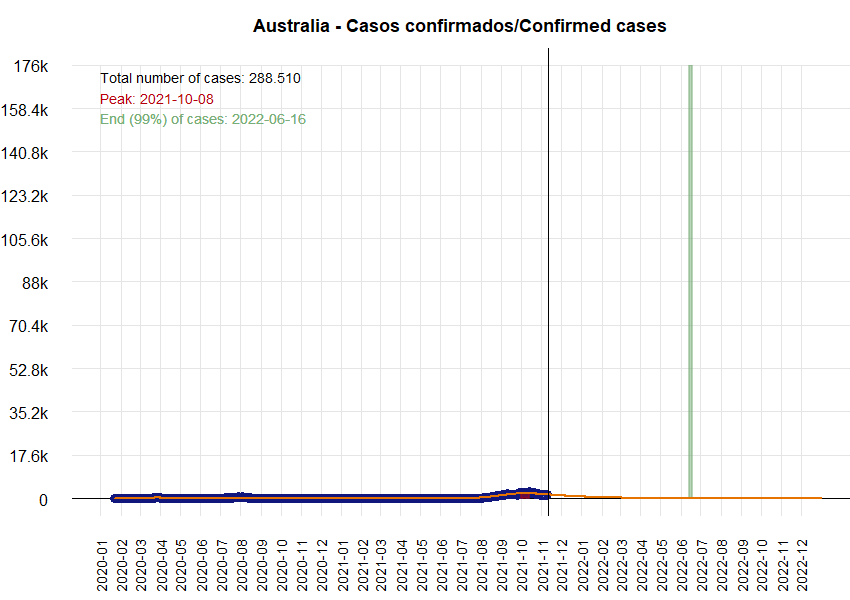 Australia - Casos confirmados/Confirmed cases
176k
158.4k
140.8k
123.2k
105.6k
88k
70.4k
52.8k
35.2k
17.6k
0
Total number of cases: 288.510
Peak: 2021-10-08
End (99%) of cases: 2022-06-16
2020-01
2020-02
2020-03
2020-04
2020-05
2020-06
2020-07
2020-08
2020-09
2020-10
2020-11
2020-12
2021-01
2021-02
2021-03
2021-04
2021-05
2021-06
2021-07
2021-08
2021-09
2021-10
2021-11
2021-12
2022-01
2022-02
2022-03
2022-04
2022-05
2022-06
2022-07
2022-08
2022-09
2022-10
2022-11
2022-12